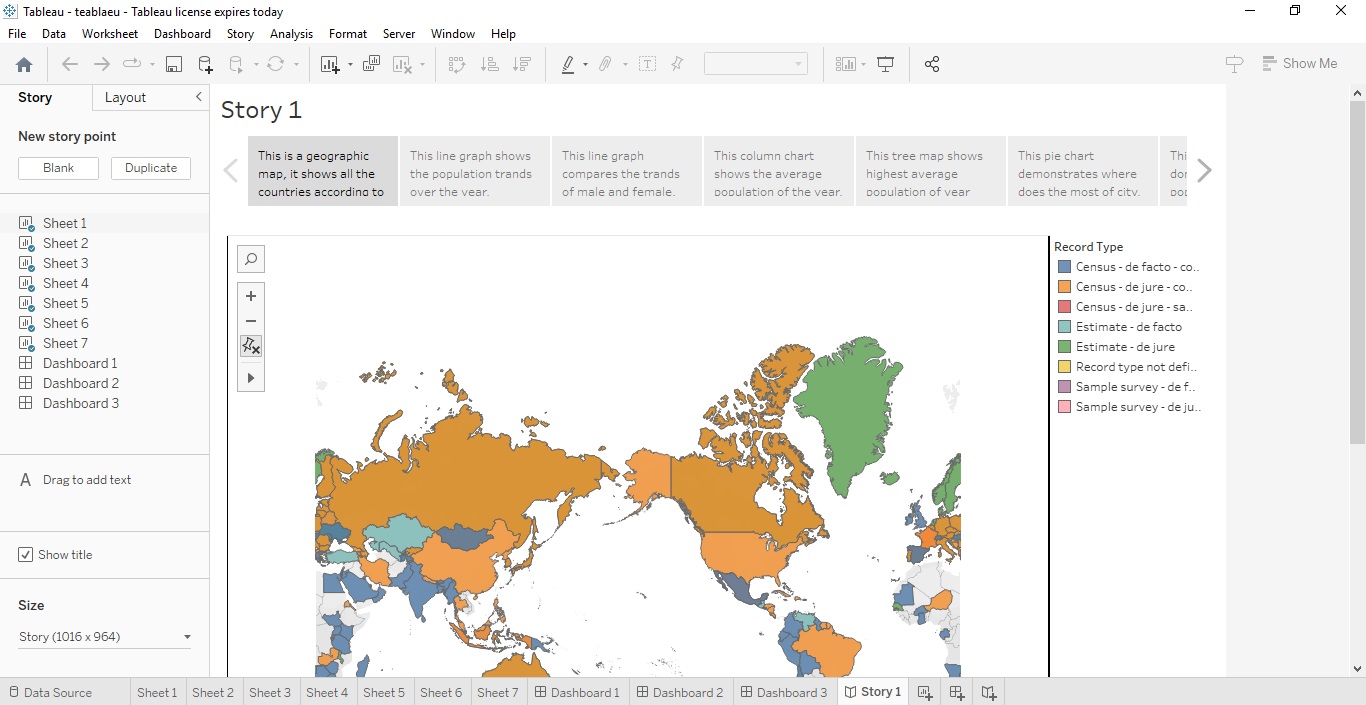 Tableau - teablaeu - Tableau license expires today
File Data Worksheet Dashboard Story Analysis Format Server Window Help
Show Me
Story Layout
New story point
Blank Duplicate
Sheet 1
Sheet 2
Sheet 3
Sheet 4
Sheet 5
Sheet 6
Sheet 7
Dashboard 1
Dashboard 2
Dashboard 3
A Drag to add text
Show title
Size
Story (1016 x 964)
Story 1
This is a geographic
map, it shows all the
countries according to
This line graph shows
the population trands
over the year.
This line graph
compares the trands
of male and female.
This column chart
shows the average
population of the year.
This tree map shows
highest average
population of year
This pie chart
demonstrates where
does the most of city.
Record Type
Census - de facto - co..
Census - de jure - co..
Census - de jure - sa..
Estimate - de facto
Estimate - de jure
Record type not defi..
Sample survey - de f..
Sample survey - de ju..
Data Source Sheet 1 Sheet 2 Sheet 3 Sheet 4 Sheet 5 Sheet 6 Sheet 7 Dashboard 1 Dashboard 2 Dashboard 3 Story 1